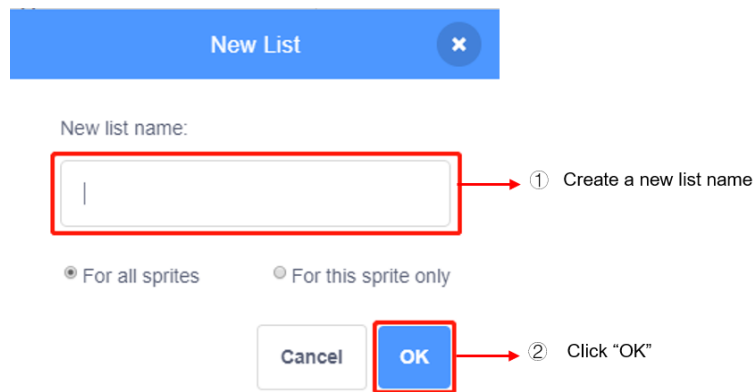 New List
New list name:
① Create a new list name
For all sprites For this sprite only
Cancel OK ② Click “OK”